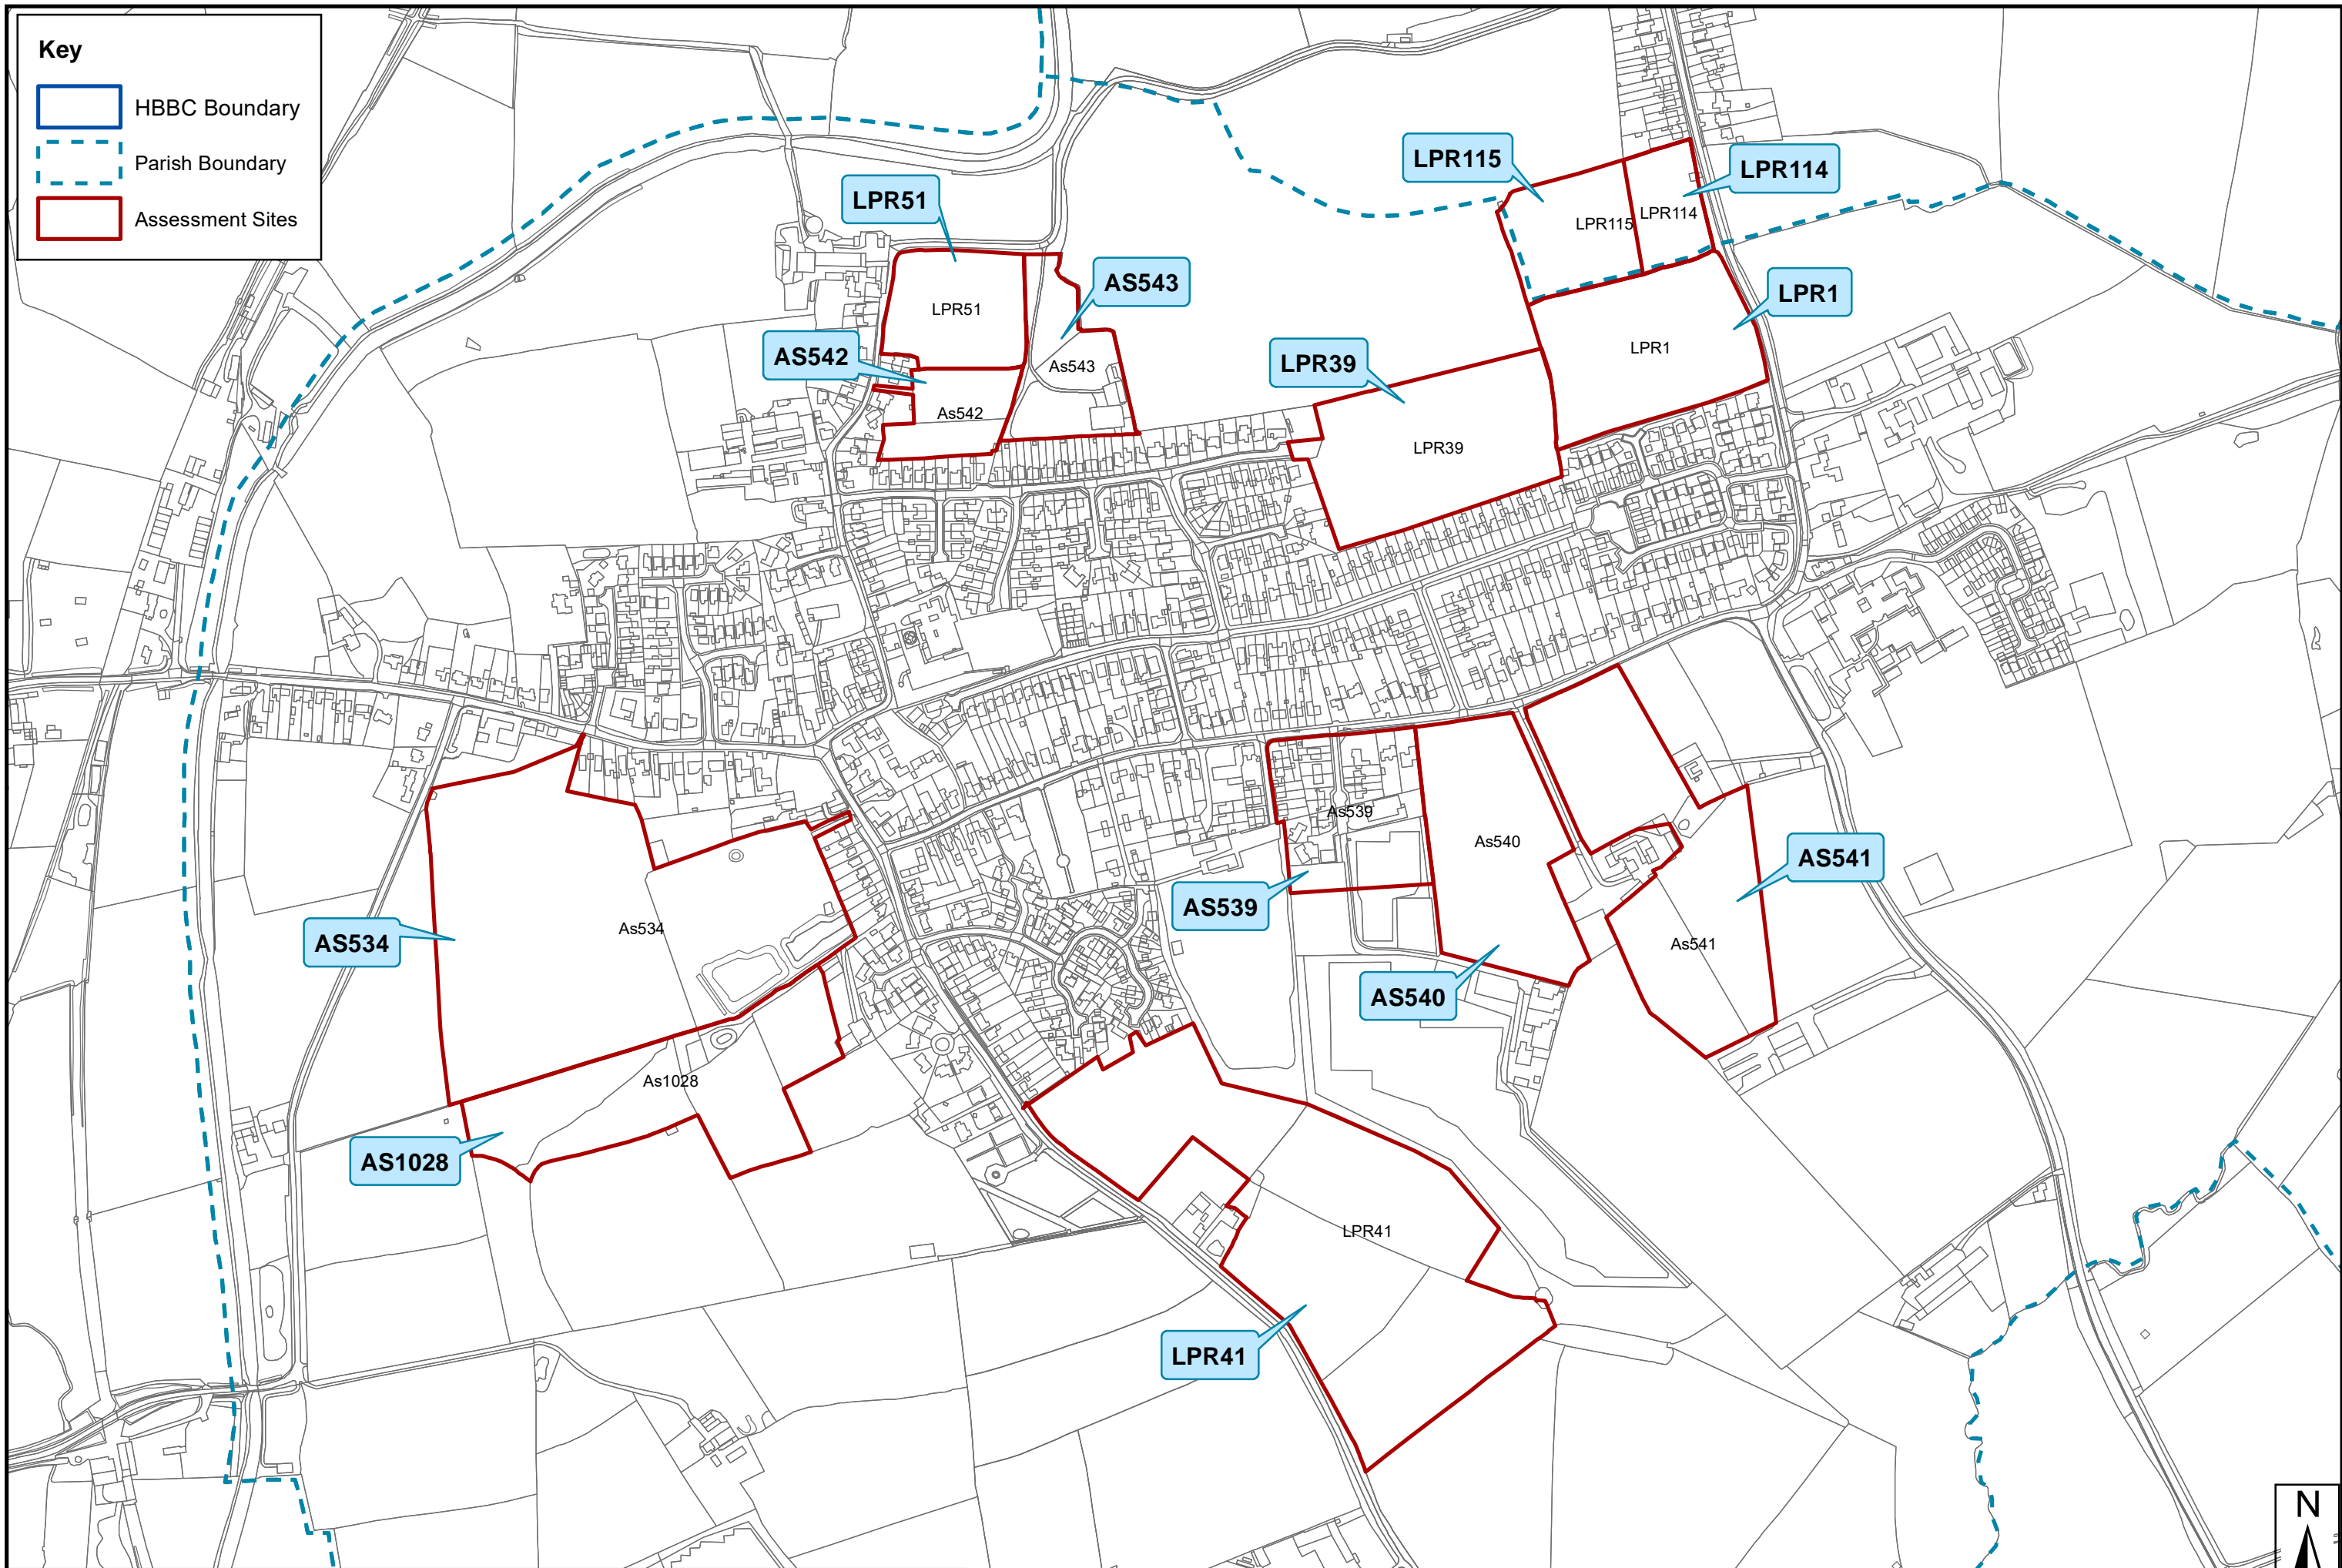 Key
HBBC Boundary
Parish Boundary
Assessment Sites
LPR115
LPR114
LPR115
LPR114
LPR51
LPR51
AS543
As543
LPR1
LPR1
AS542
As542
LPR39
LPR39
As539
AS539
As540
AS540
AS541
As541
AS534
As534
As1028
AS1028
LPR41
LPR41
N